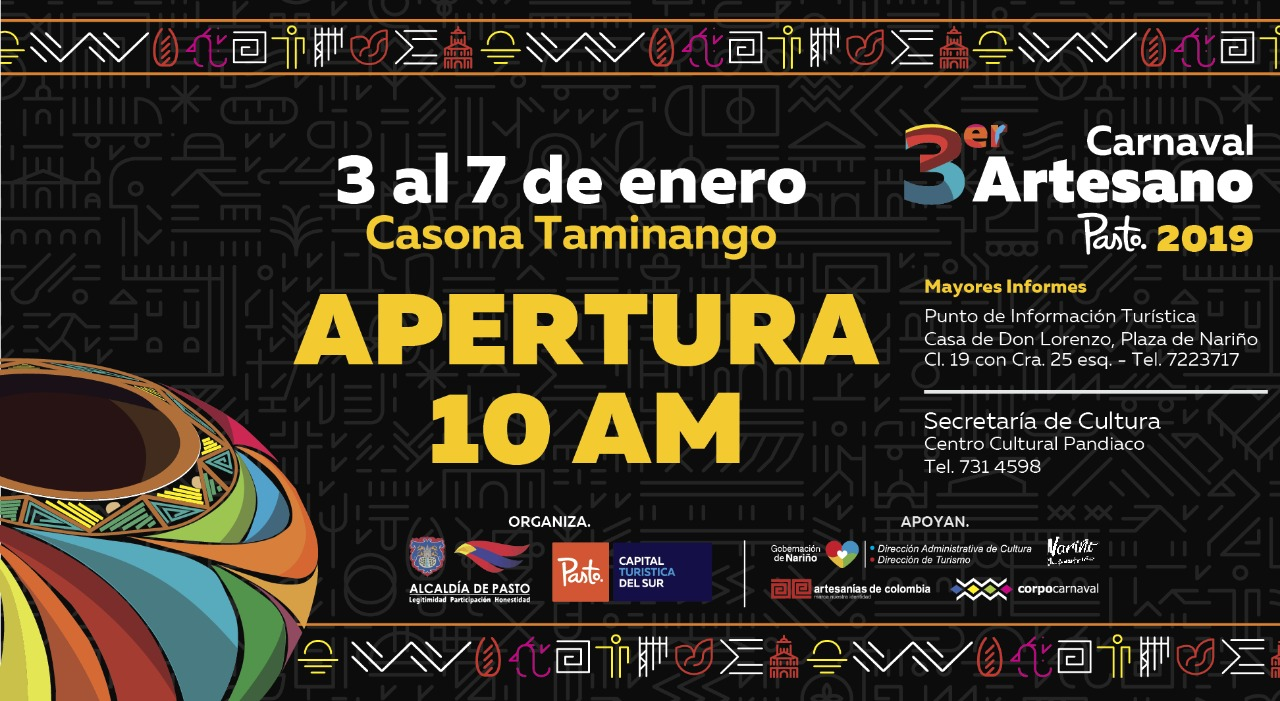 3 al 7 de enero
Casona Taminango
APERTURA
10 AM
3er Carnaval
Artesano
Pasto. 2019
Mayores Informes
Punto de Información Turística
Casa de Don Lorenzo, Plaza de Nariño
Cl. 19 con Cra. 25 esq. - Tel. 7223717
Secretaría de Cultura
Centro Cultural Pandiaco
Tel. 731 4598
ORGANIZA.
ALCALDÍA DE PASTO
Legitimidad Participación Honestidad
Pasto.
CAPITAL
TURISTICA
DEL SUR
APOYAN.
Gobernación
de Nariño
Dirección Administrativa de Cultura
Dirección de Turismo
Nariño
artesanías de colombia
corpocarnaval